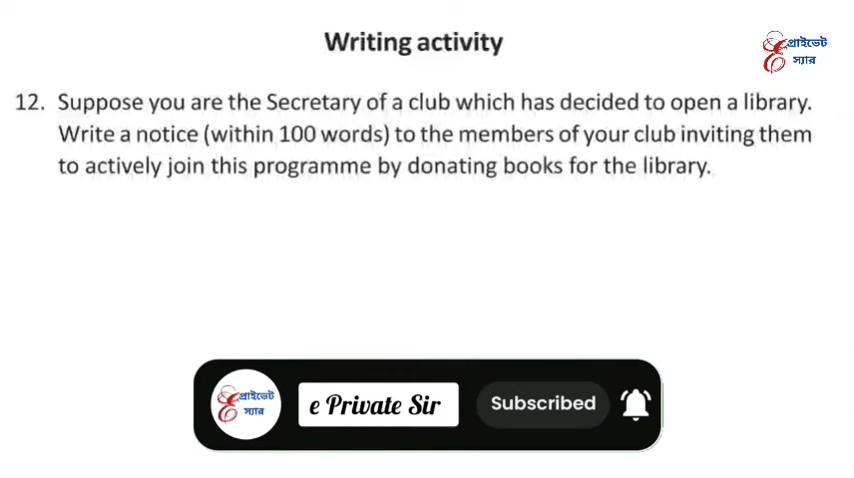 Writing activity
প্রাইভেট
স্যার
12. Suppose you are the Secretary of a club which has decided to open a library.
Write a notice (within 100 words) to the members of your club inviting them
to actively join this programme by donating books for the library.
প্রাইভেট
স্যার
e Private Sir
Subscribed